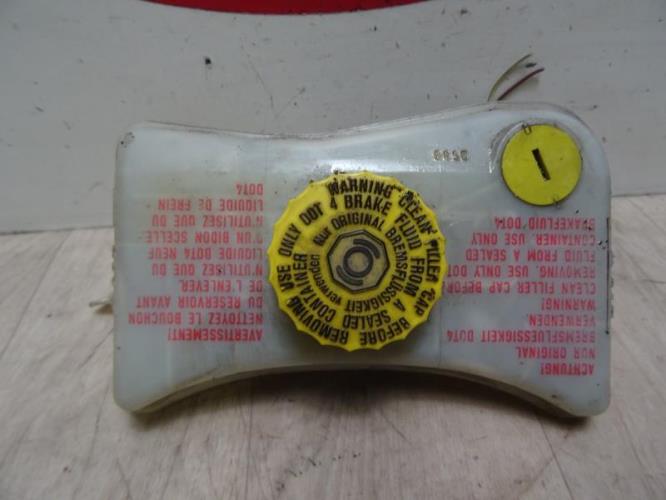 ACHTUNG!
NUR ORIGINAL
BREMSFLUESSIGKEIT DOT4
VERWENDEN.
WARNING!
CLEAN FILLER CAP BEFORE
REMOVING. USE ONLY DOT
FLUID FROM A SEALED
CONTAINER. USE ONLY
BRAKEFLUID DOT4
WARNING CLEAN FILLER CAP BEFORE REMOVING USE ONLY DOT
4 BRAKE FLUID FROM A SEALED CONTAINER
Nur ORIGINAL BREMSFLÜSSIGKEIT verwenden
AVERTISSEMENT!
NETTOYEZ LE BOUCHON
DU RESERVOIR AVANT
DE L'ENLEVER.
N'UTILISEZ QUE DU
LIQUIDE DOT4 NEUF
D'UN BIDON SCELLE.
N'UTILISEZ QUE DU
LIQUIDE DE FREIN
DOT4